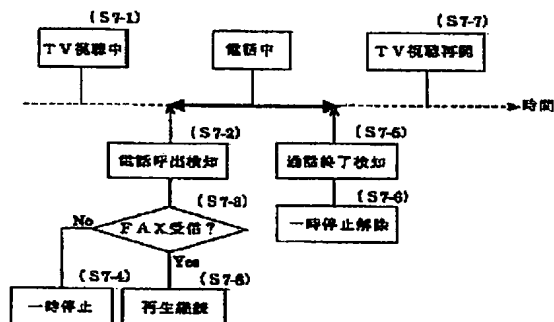 (S7-1)
TV視聴中
電話中
(S7-7)
TV視聴再開
時間
(S7-2)
電話呼出検知
(S7-5)
通話終了検知
(S7-3)
FAX受信?
(S7-6)
一時停止解除
No
Yes
(S7-4)
一時停止
再生継続